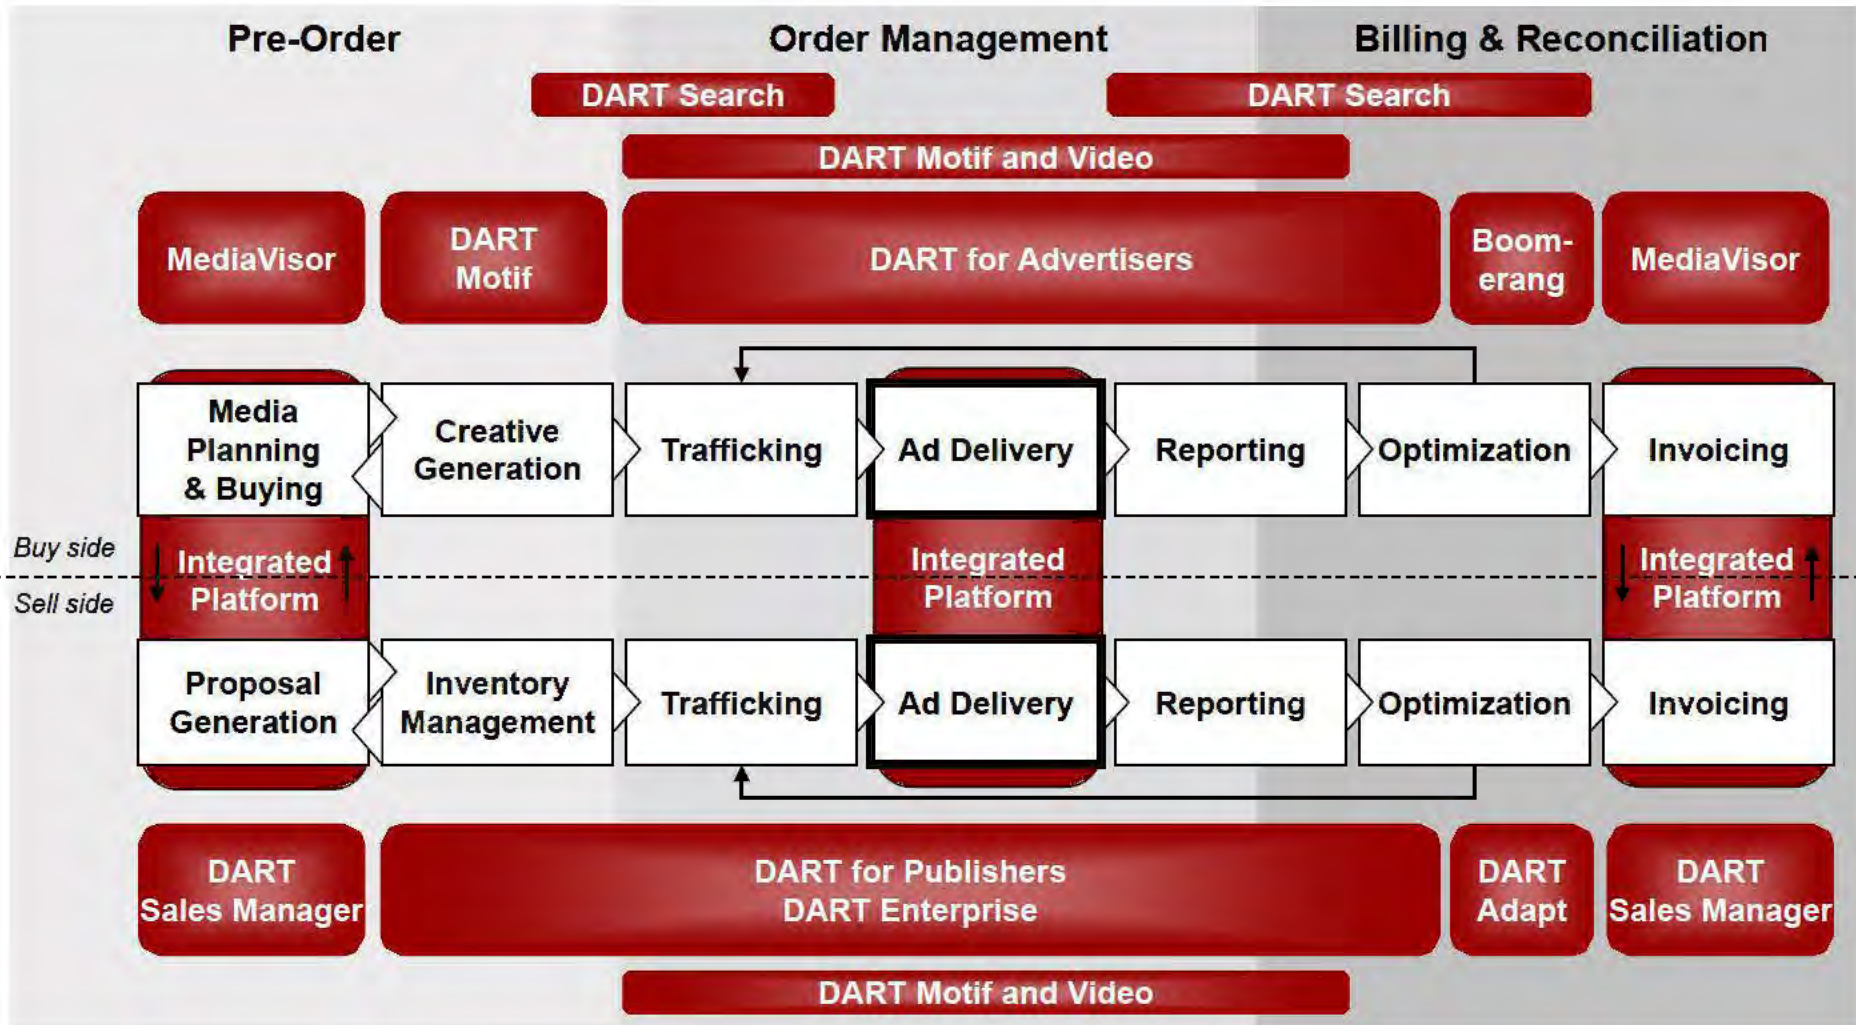 Pre-Order
Order Management
Billing & Reconciliation
DART Search
DART Search
DART Motif and Video
MediaVisor
DART
Motif
DART for Advertisers
Boom-
erang
MediaVisor
Media
Planning
& Buying
Creative
Generation
Trafficking
Ad Delivery
Reporting
Optimization
Invoicing
Buy side
Sell side
Integrated
Platform
Integrated
Platform
Integrated
Platform
Proposal
Generation
Inventory
Management
Trafficking
Ad Delivery
Reporting
Optimization
Invoicing
DART
Sales Manager
DART for Publishers
DART Enterprise
DART
Adapt
DART
Sales Manager
DART Motif and Video